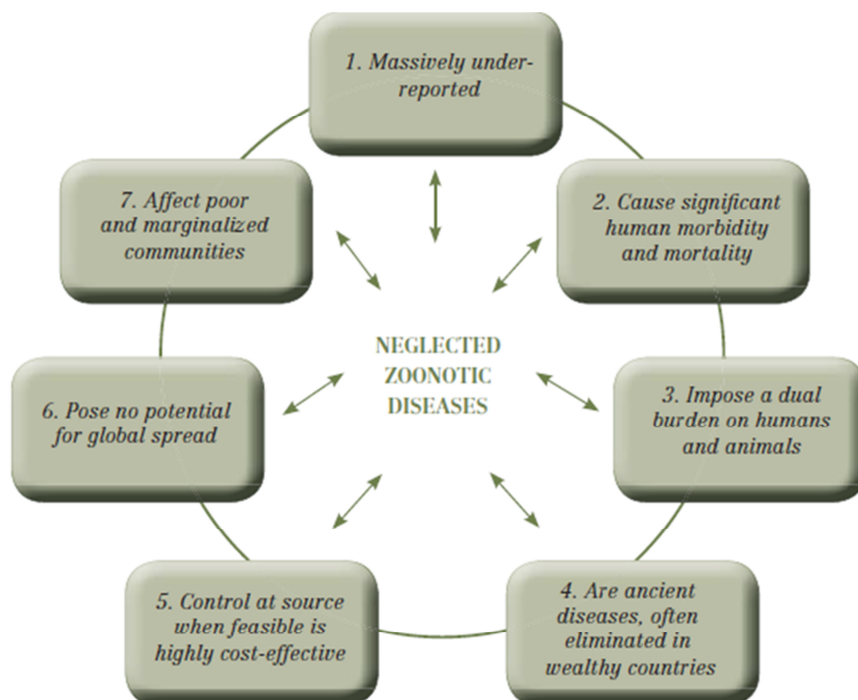 1. Massively under-
reported
2. Cause significant
human morbidity
and mortality
3. Impose a dual
burden on humans
and animals
4. Are ancient
diseases, often
eliminated in
wealthy countries
5. Control at source
when feasible is
highly cost-effective
6. Pose no potential
for global spread
7. Affect poor
and marginalized
communities
NEGLECTED
ZOONOTIC
DISEASES